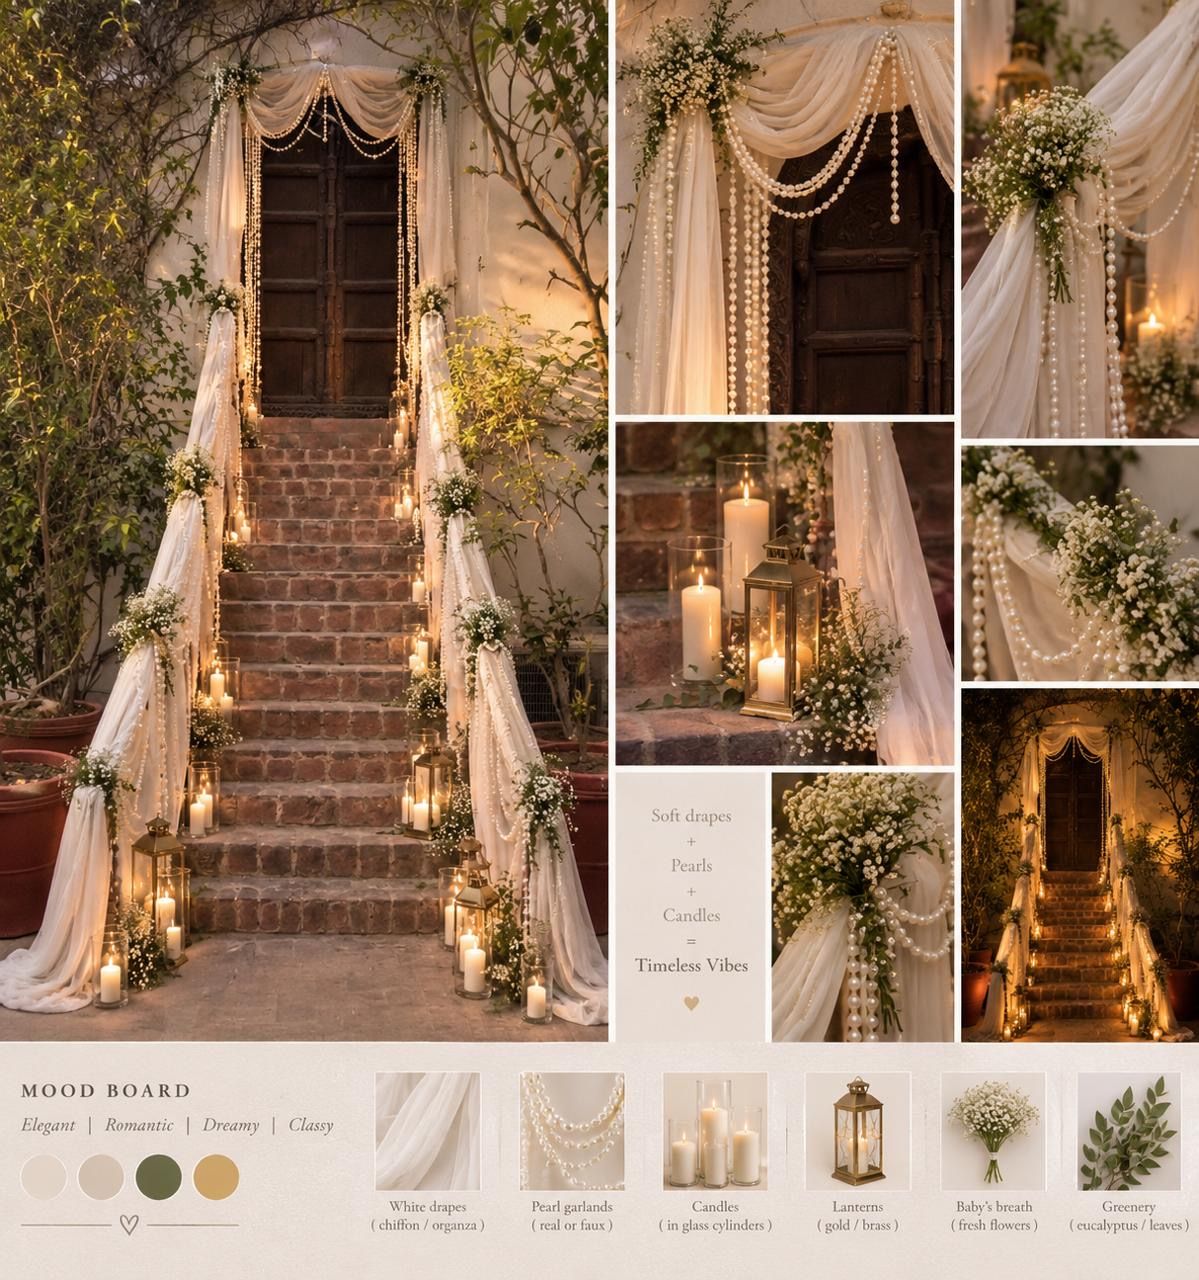 Soft drapes
+
Pearls
+
Candles
=
Timeless Vibes
MOOD BOARD
Elegant | Romantic | Dreamy | Classy
White drapes
( chiffon / organza )
Pearl garlands
( real or faux )
Candles
( in glass cylinders )
Lanterns
( gold / brass )
Baby's breath
( fresh flowers )
Greenery
( eucalyptus / leaves )